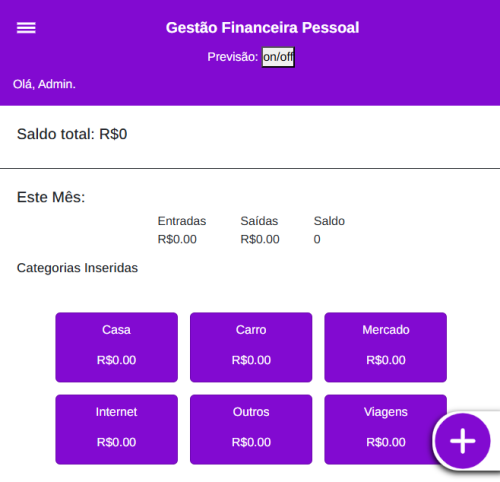 Gestão Financeira Pessoal
Previsão: on/off
Olá, Admin.
Saldo total: R$0
Este Mês:
Entradas Saídas Saldo
R$0.00 R$0.00 0
Categorias Inseridas
Casa Carro Mercado
R$0.00 R$0.00 R$0.00
Internet Outros Viagens
R$0.00 R$0.00 R$0.00